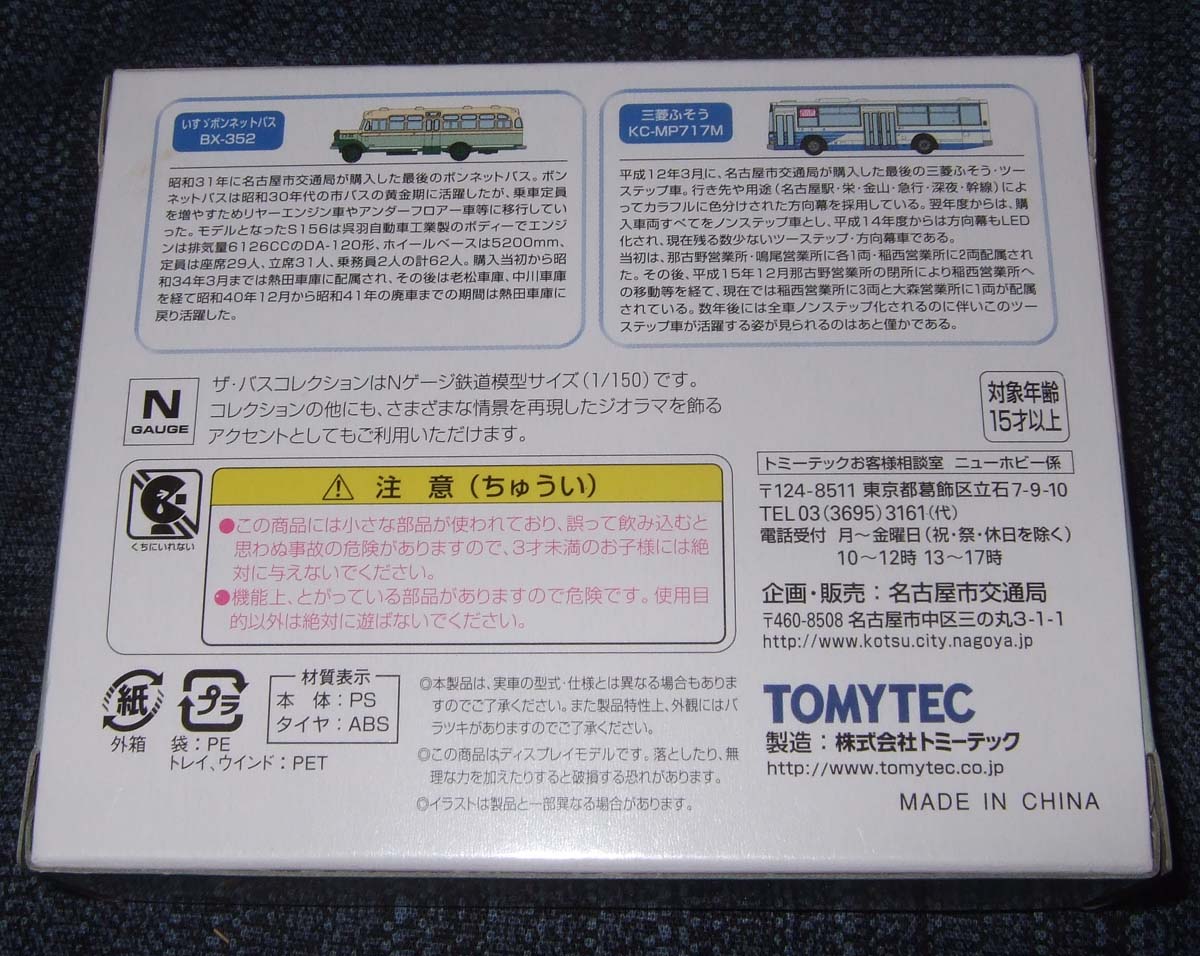 いすゞボンネットバス
BX-352
昭和31年に名古屋市交通局が購入した最後のボンネットバス。ボン
ネットバスは昭和30年代の市バスの黄金期に活躍したが、乗車定員
を増やすためリヤーエンジン車やアンダーフロアー車等に移行してい
った。モデルとなったS156は呉羽自動車工業製のボディーでエンジ
ンは排気量6126CCのDA-120形、ホイールベースは5200mm、
定員は座席29人、立席31人、乗務員2人の計62人。購入当初から昭
和34年3月までは熱田車庫に配属され、その後は老松車庫、中川車庫
を経て昭和40年12月から昭和41年の廃車までの期間は熱田車庫に
戻り活躍した。
三菱ふそう
KC-MP717M
平成12年3月に、名古屋市交通局が購入した最後の三菱ふそう・ツー
ステップ車。行き先や用途(名古屋駅・栄・金山・急行・深夜・幹線)によ
ってカラフルに色分けされた方向幕を採用している。翌年度からは、購
入車両すべてをノンステップ車とし、平成14年度からは方向幕もLED
化され、現在残る数少ないツーステップ・方向幕車である。
当初は、那古野営業所・鳴尾営業所に各1両・稲西営業所に2両配属され
た。その後、平成15年12月那古野営業所の閉所により稲西営業所へ
の移動等を経て、現在では稲西営業所に3両と大森営業所に1両が配属
されている。数年後には全車ノンステップ化されるのに伴いこのツー
ステップ車が活躍する姿が見られるのはあと僅かである。
N
GAUGE
ザ・バスコレクションはNゲージ鉄道模型サイズ(1/150)です。
コレクションの他にも、さまざまな情景を再現したジオラマを飾る
アクセントとしてもご利用いただけます。
対象年齢
15才以上
くちにいれない
注 意(ちゅうい)
●この商品には小さな部品が使われており、誤って飲み込むと
思わぬ事故の危険がありますので、3才未満のお子様には絶
対に与えないでください。
●機能上、とがっている部品がありますので危険です。使用目
的以外は絶対に遊ばないでください。
トミーテックお客様相談室 ニューホビー係
〒124-8511 東京都葛飾区立石7-9-10
TEL 03(3695)3161(代)
電話受付 月〜金曜日(祝・祭・休日を除く)
10〜12時 13〜17時
企画・販売:名古屋市交通局
〒460-8508 名古屋市中区三の丸3-1-1
http://www.kotsu.city.nagoya.jp
紙
外箱
プラ
袋:PE
トレイ、ウインド:PET
材質表示
本 体:PS
タイヤ:ABS
◎本製品は、実車の型式・仕様とは異なる場合もありま
すのでご了承ください。また製品特性上、外観にはバ
ラツキがありますのでご了承ください。
◎この商品はディスプレイモデルです。落としたり、無
理な力を加えたりすると破損する恐れがあります。
◎イラストは製品と一部異なる場合があります。
TOMYTEC
製造:株式会社トミーテック
http://www.tomytec.co.jp
MADE IN CHINA